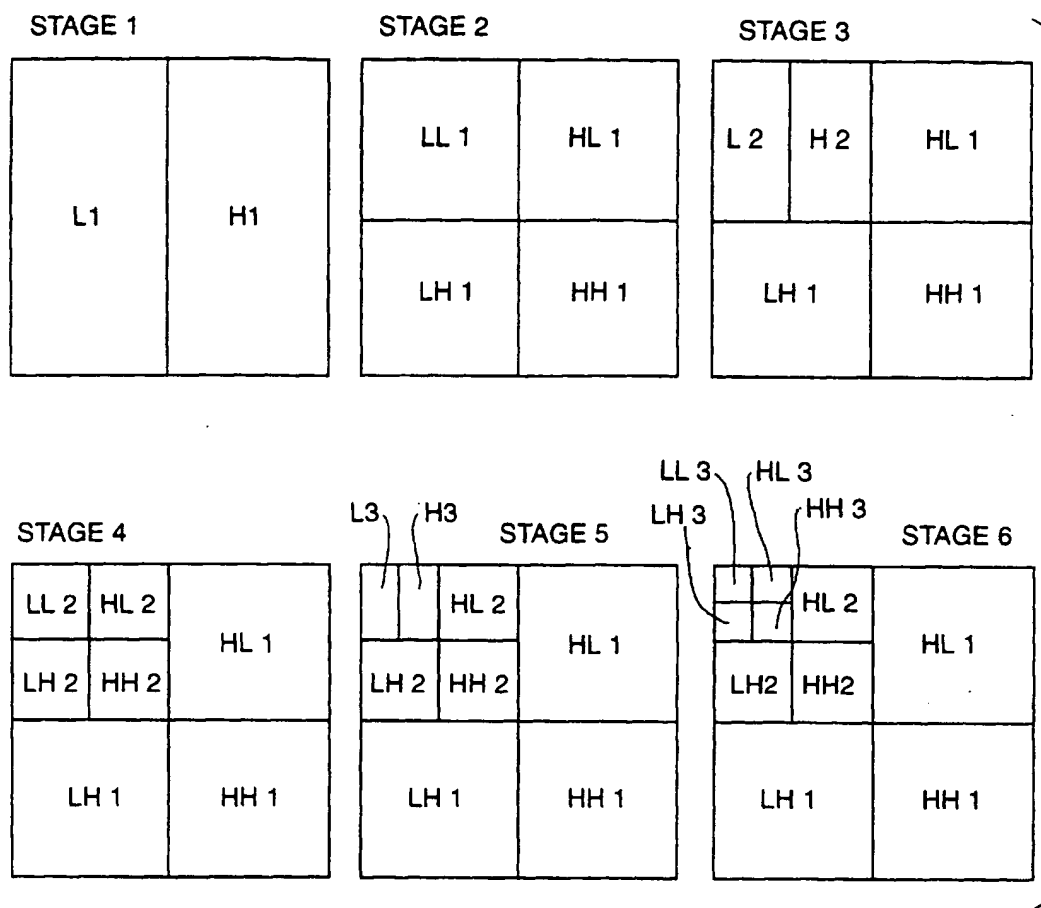 STAGE 1
L1 H1
STAGE 2
LL 1 HL 1
LH 1 HH 1
STAGE 3
L 2 H 2 HL 1
LH 1 HH 1
STAGE 4
LL 2 HL 2
HL 1
LH 2 HH 2
LH 1 HH 1
L3 H3
STAGE 5
HL 2
HL 1
LH 2 HH 2
LH 1 HH 1
LL 3 HL 3
LH 3 HH 3
STAGE 6
HL 2
HL 1
LH2 HH2
LH 1 HH 1